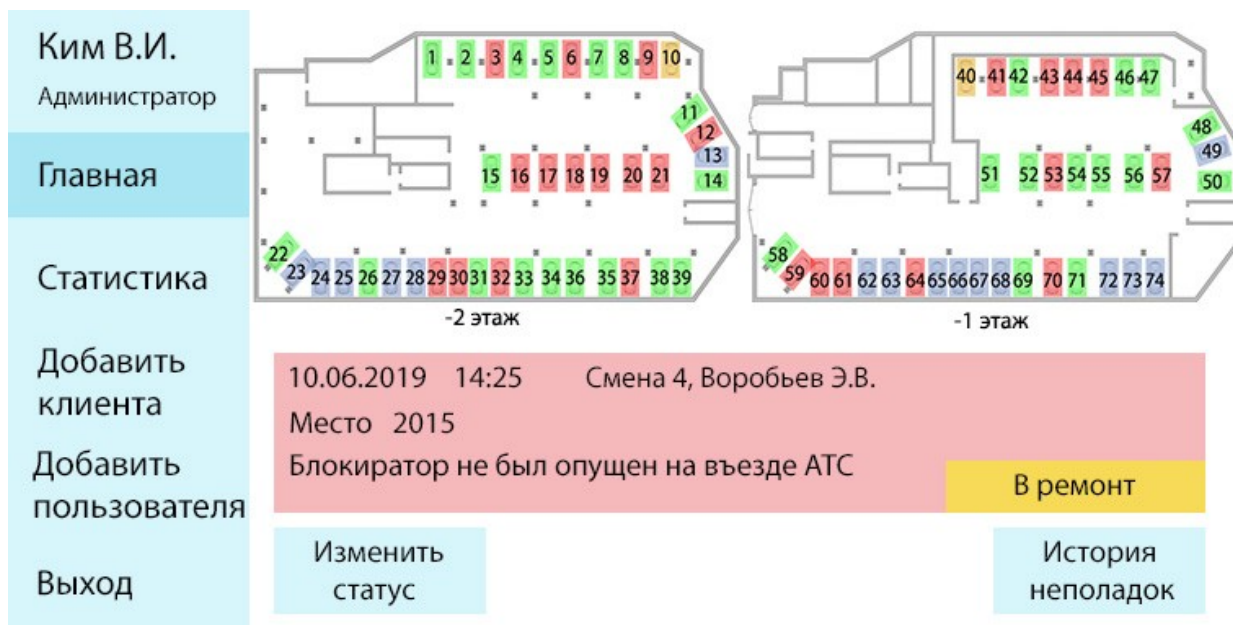 Ким В.И.
Администратор
Главная
Статистика
Добавить
клиента
Добавить
пользователя
Выход
1 2 3 4 5 6 7 8 9 10
11
12
13
14
15 16 17 18 19 20 21
22
23 24 25 26 27 28 29 30 31 32 33 34 36 35 37 38 39
-2 этаж
40 41 42 43 44 45 46 47
48
49
50
51 52 53 54 55 56 57
58
59 60 61 62 63 64 65 66 67 68 69 70 71 72 73 74
-1 этаж
10.06.2019 14:25 Смена 4, Воробьев Э.В.
Место 2015
Блокиратор не был опущен на въезде АТС
В ремонт
Изменить
статус
История
неполадок